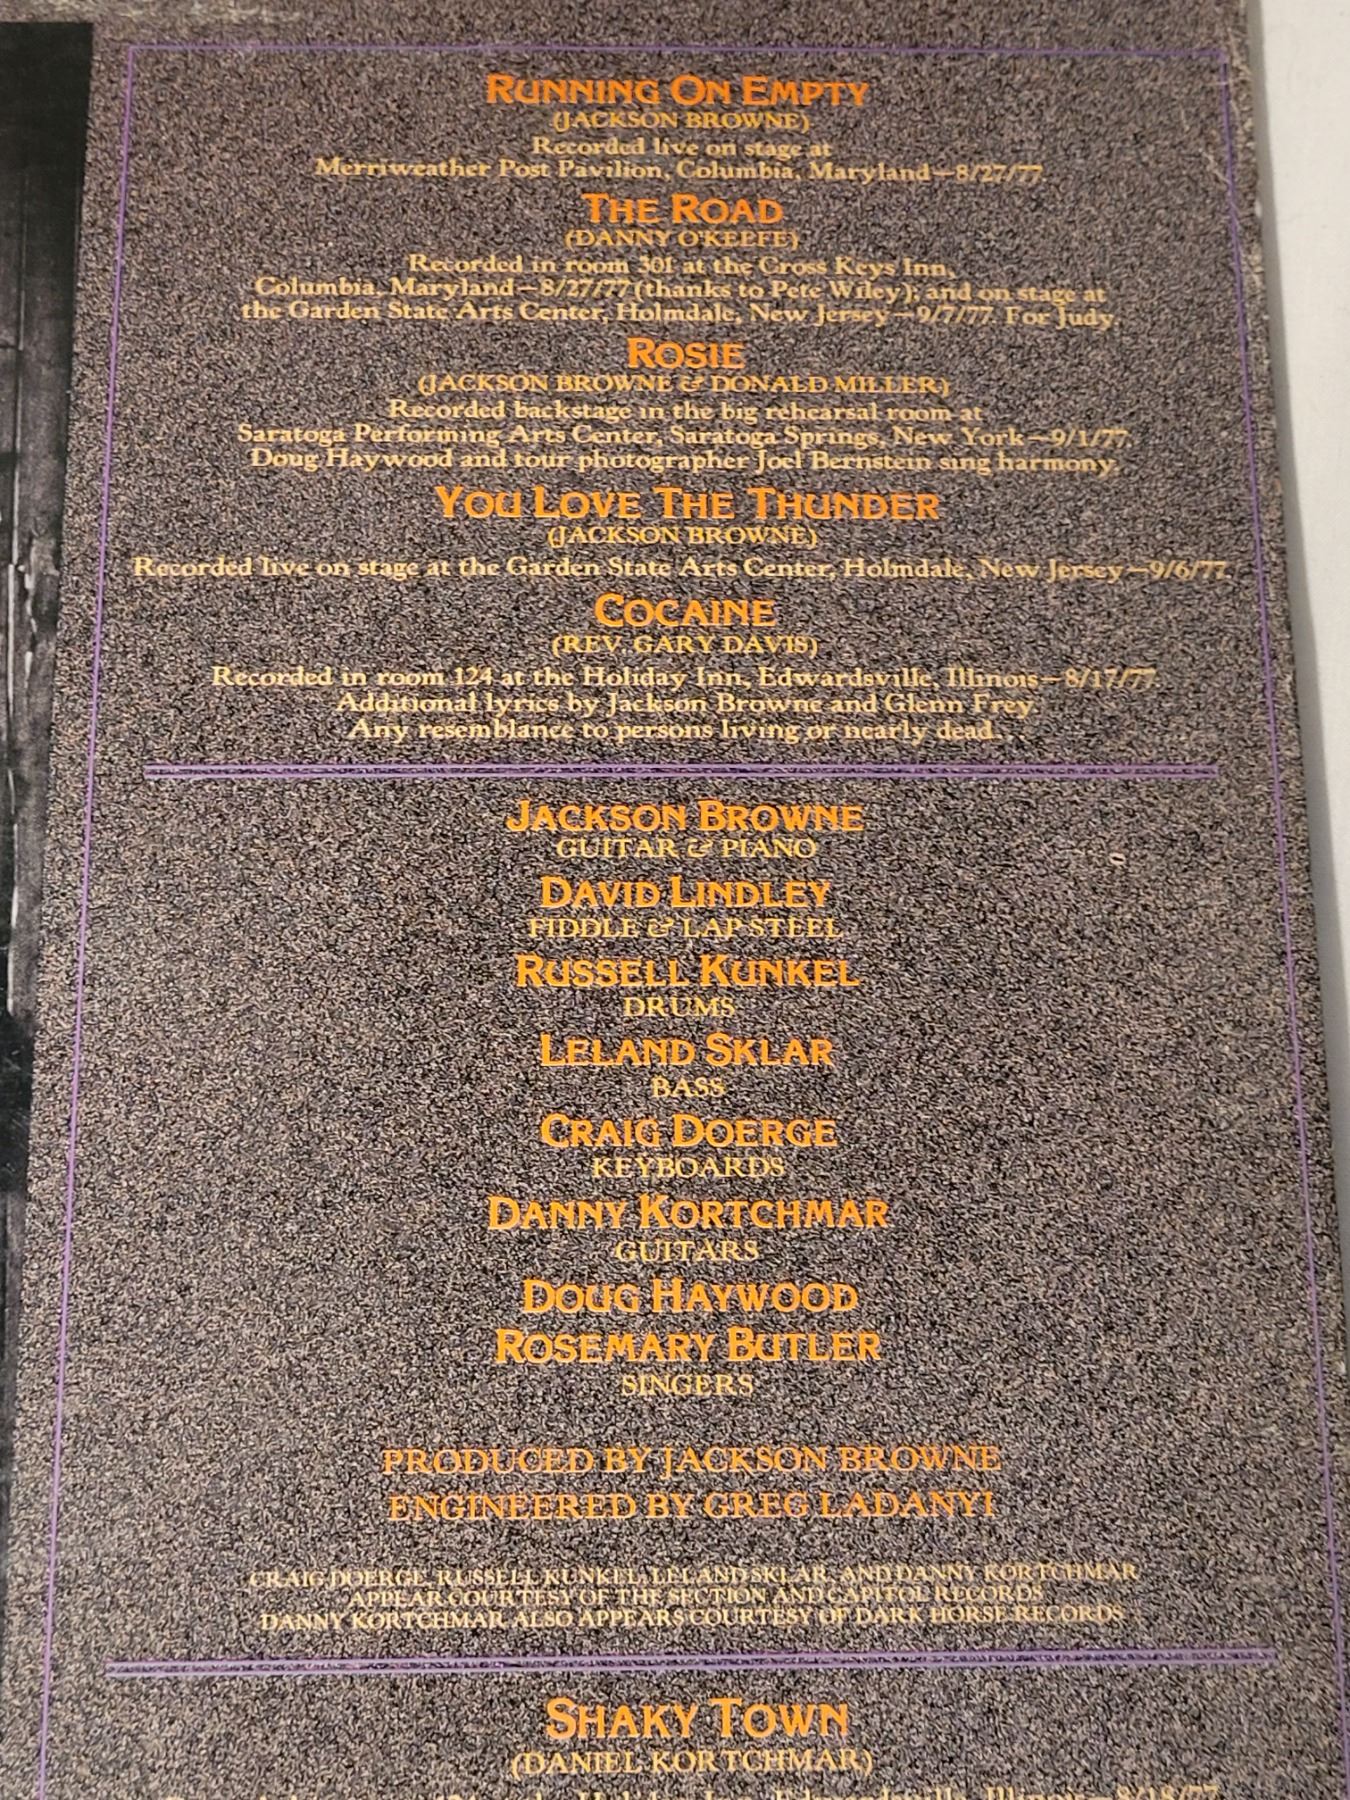 RUNNING ON EMPTY
(JACKSON BROWNE)
Recorded live on stage at
Merriweather Post Pavilion, Columbia, Maryland—8/27/77.
THE ROAD
(DANNY O'KEEFE)
Recorded in room 301 at the Cross Keys Inn,
Columbia, Maryland—8/27/77 (thanks to Pete Wiley); and on stage at
the Garden State Arts Center, Holmdale, New Jersey—9/7/77. For Judy.
ROSIE
(JACKSON BROWNE & DONALD MILLER)
Recorded backstage in the big rehearsal room at
Saratoga Performing Arts Center, Saratoga Springs, New York—9/1/77.
Doug Haywood and tour photographer Joel Bernstein sing harmony.
YOU LOVE THE THUNDER
(JACKSON BROWNE)
Recorded live on stage at the Garden State Arts Center, Holmdale, New Jersey—9/6/77.
COCAINE
(REV. GARY DAVIS)
Recorded in room 124 at the Holiday Inn, Edwardsville, Illinois—8/17/77
Additional lyrics by Jackson Browne and Glenn Frey.
Any resemblance to persons living or nearly dead...
JACKSON BROWNE
GUITAR & PIANO
DAVID LINDLEY
FIDDLE & LAP STEEL
RUSSELL KUNKEL
DRUMS
LELAND SKLAR
BASS
CRAIG DOERGE
KEYBOARDS
DANNY KORTCHMAR
GUITARS
DOUG HAYWOOD
ROSEMARY BUTLER
SINGERS
PRODUCED BY JACKSON BROWNE
ENGINEERED BY GREG LADANYI
CRAIG DOERGE, RUSSELL KUNKEL, LELAND SKLAR, AND DANNY KORTCHMAR
APPEAR COURTESY OF THE SECTION AND CAPITOL RECORDS
DANNY KORTCHMAR ALSO APPEARS COURTESY OF DARK HORSE RECORDS
SHAKY TOWN
(DANIEL KORTCHMAR)
Holiday Inn, Edwardsville, Illinois—8/18/77